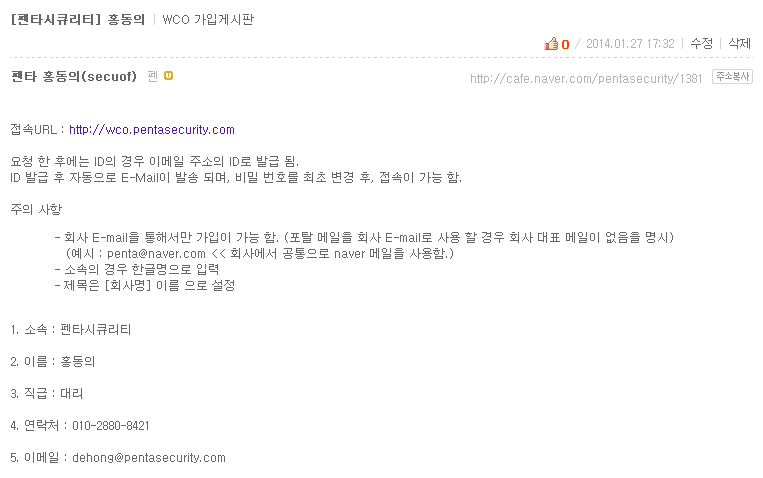 [펜타시큐리티] 홍동의 | WCO 가입게시판
0 / 2014.01.27 17:32 | 수정 | 삭제
펜타 홍동의(secuof) 펜
http://cafe.naver.com/pentasecurity/1381 주소복사
접속URL : http://wco.pentasecurity.com
요청 한 후에는 ID의 경우 이메일 주소의 ID로 발급 됨.
ID 발급 후 자동으로 E-Mail이 발송 되며, 비밀 번호를 최초 변경 후, 접속이 가능 함.
주의 사항
- 회사 E-mail을 통해서만 가입이 가능 함. (포탈 메일을 회사 E-mail로 사용 할 경우 회사 대표 메일이 없음을 명시)
(예시 : penta@naver.com << 회사에서 공통으로 naver 메일을 사용함.)
- 소속의 경우 한글명으로 입력
- 제목은 [회사명] 이름 으로 설정
1. 소속 : 펜타시큐리티
2. 이름 : 홍동의
3. 직급 : 대리
4. 연락처 : 010-2880-8421
5. 이메일 : dehong@pentasecurity.com